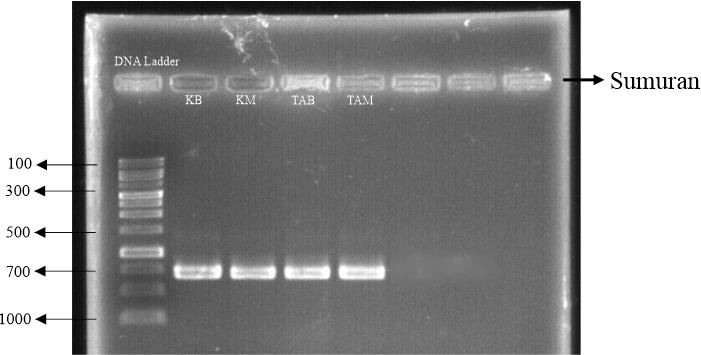 DNA Ladder
Sumuran
KB KM TAB TAM
100
300
500
700
1000